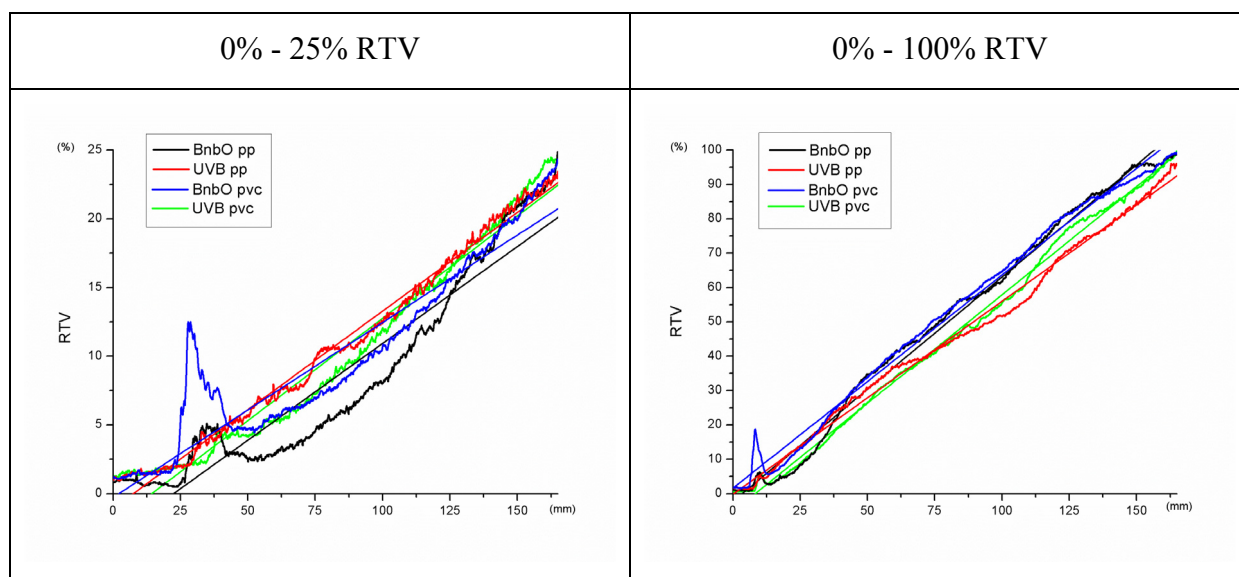 0% - 25% RTV
0% - 100% RTV
(%)
25
20
15
10
5
0
RTV
BnbO pp
UVB pp
BnbO pvc
UVB pvc
0 25 50 75 100 125 150 (mm)
(%)
100
90
80
70
60
50
40
30
20
10
0
RTV
BnbO pp
UVB pp
BnbO pvc
UVB pvc
0 25 50 75 100 125 150 (mm)